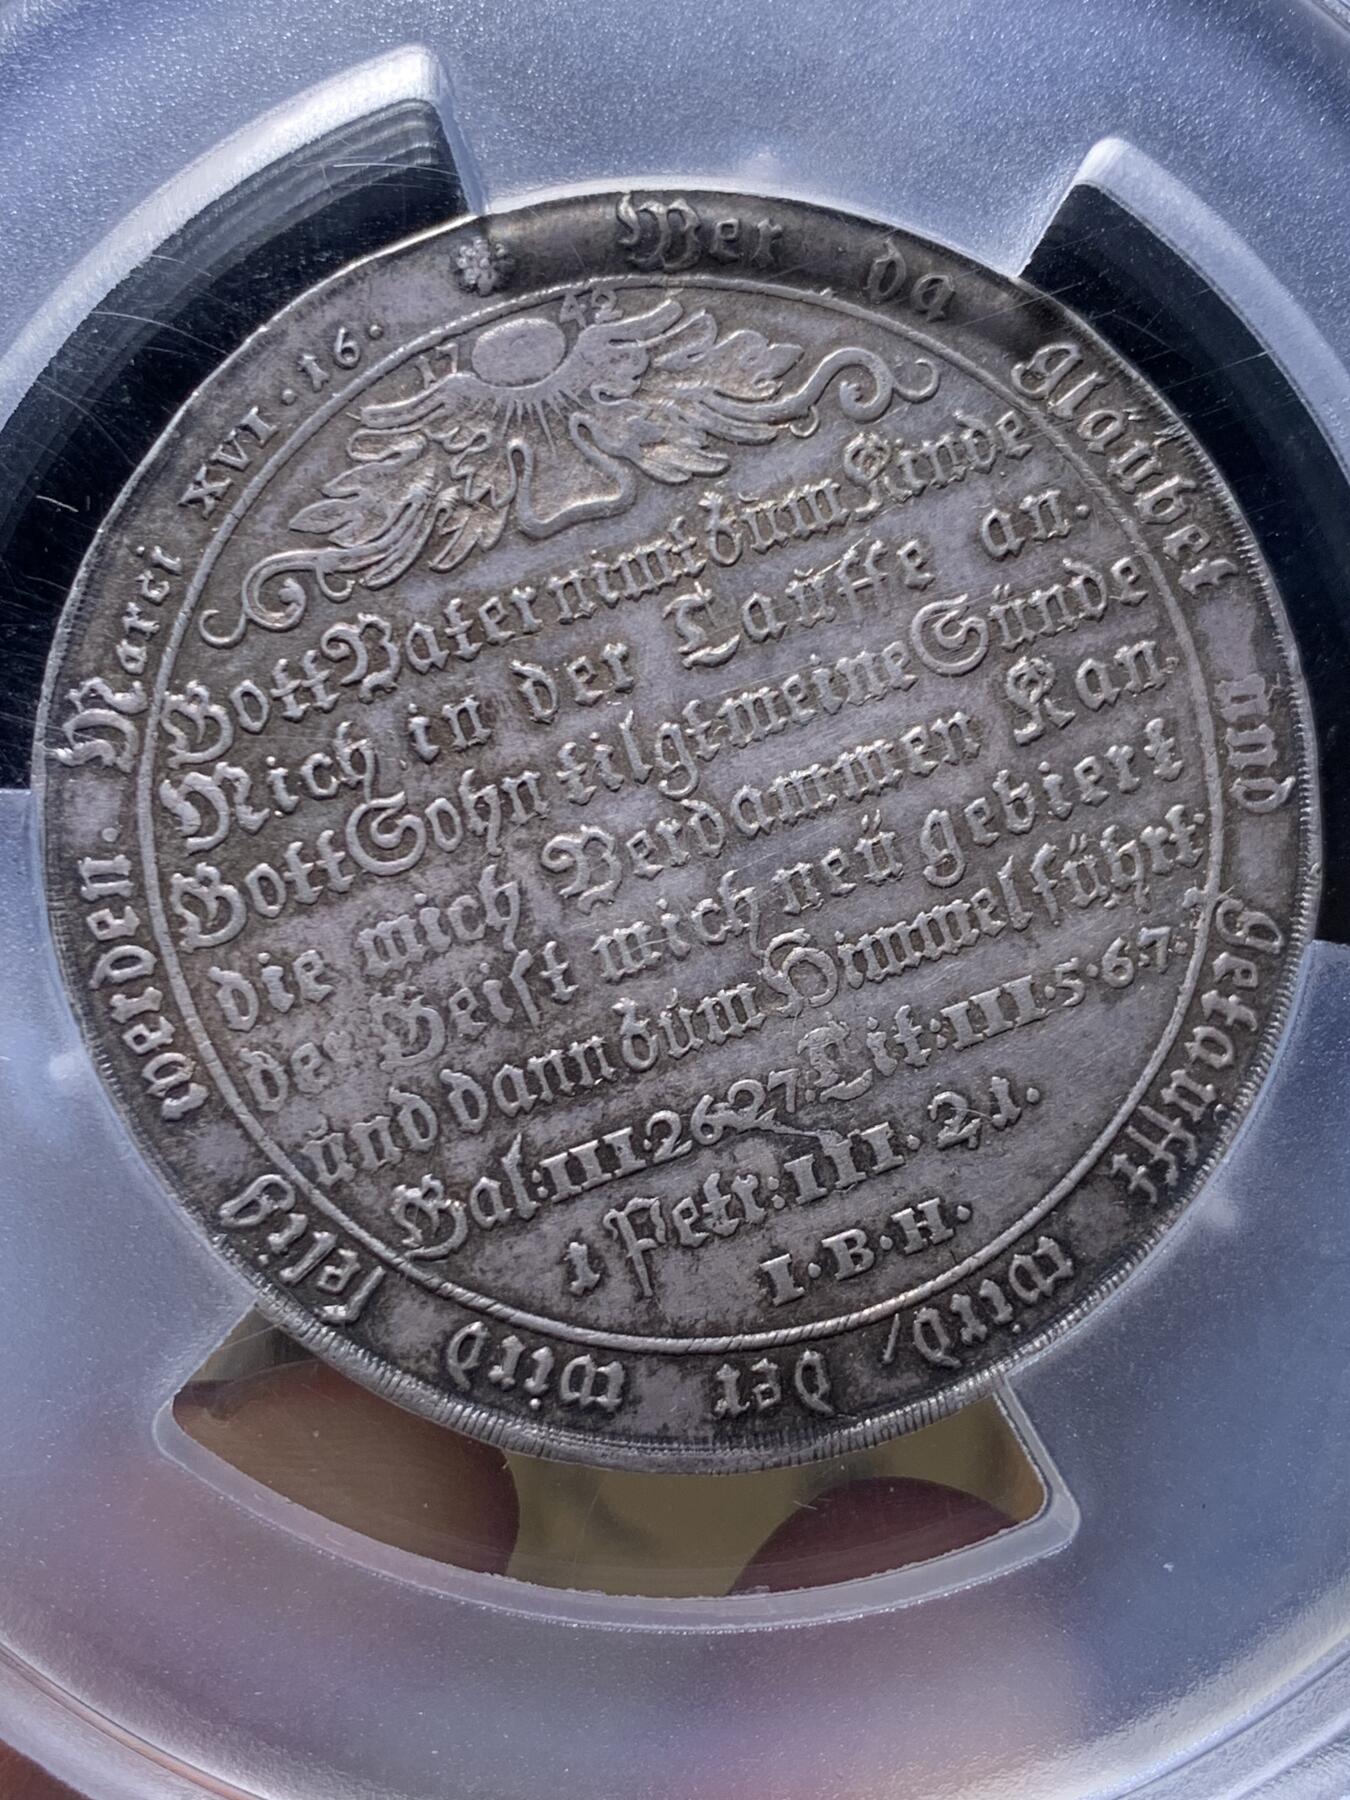 Wer da Gläubet und getaufft wird/ der wird selig werden. Marci XVI. 16.
1742
Gott Vater nimt zum Kinde
Mich in der Tauffe an.
Gott Sohn tilgt meine Sünde
die mich Verdammen Kan.
der Geist mich neü gebiert
und dann zum Himmel führt.
Gal: III. 26 27. Tit: III. 5. 6. 7.
1 Petr: III. 21.
I. B. H.